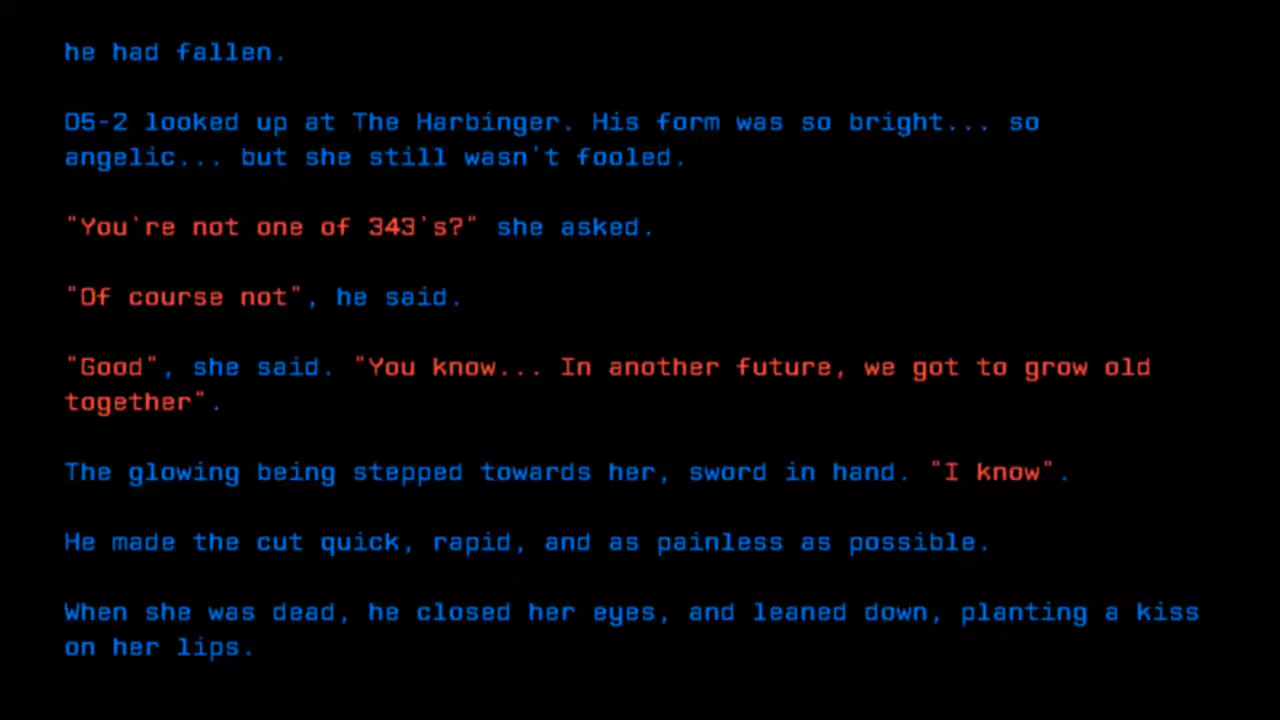 he had fallen.
O5-2 looked up at The Harbinger. His form was so bright... so
angelic... but she still wasn't fooled.
"You're not one of 343's?" she asked.
"Of course not", he said.
"Good", she said. "You know... In another future, we got to grow old
together".
The glowing being stepped towards her, sword in hand. "I know".
He made the cut quick, rapid, and as painless as possible.
When she was dead, he closed her eyes, and leaned down, planting a kiss
on her lips.